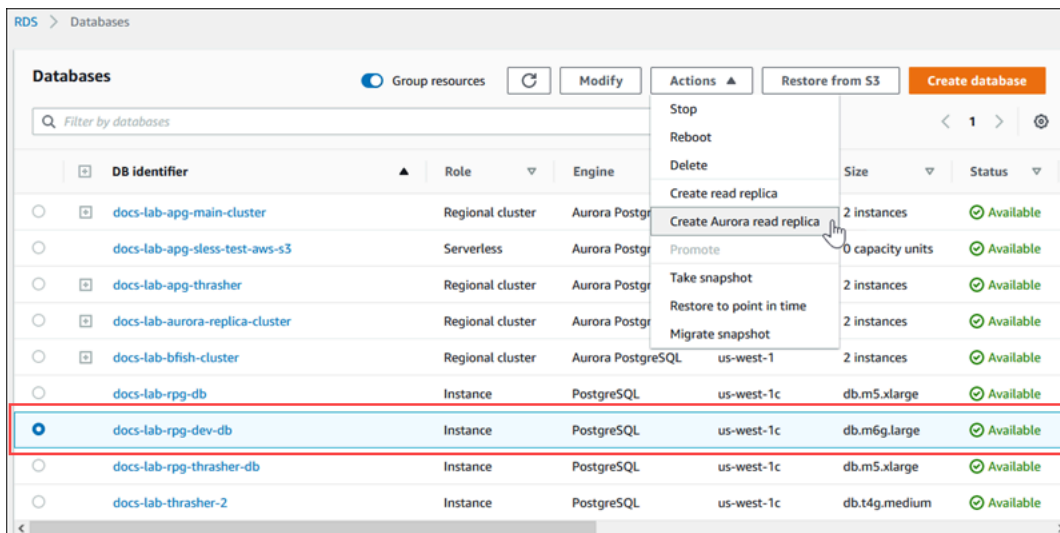 RDS > Databases
Databases Group resources Modify Actions Restore from S3 Create database
Filter by databases < 1 >
Stop
Reboot
Delete
Create read replica
Create Aurora read replica
Promote
Take snapshot
Restore to point in time
Migrate snapshot
DB identifier Role Engine Size Status
docs-lab-apg-main-cluster Regional cluster Aurora Postgr 2 instances Available
docs-lab-apg-sless-test-aws-s3 Serverless Aurora Postgr 0 capacity units Available
docs-lab-apg-thrasher Regional cluster Aurora Postgr 2 instances Available
docs-lab-aurora-replica-cluster Regional cluster Aurora Postgr 2 instances Available
docs-lab-bfish-cluster Regional cluster Aurora PostgreSQL us-west-1 2 instances Available
docs-lab-rpg-db Instance PostgreSQL us-west-1c db.m5.xlarge Available
docs-lab-rpg-dev-db Instance PostgreSQL us-west-1c db.m6g.large Available
docs-lab-rpg-thrasher-db Instance PostgreSQL us-west-1c db.m5.xlarge Available
docs-lab-thrasher-2 Instance PostgreSQL us-west-1c db.t4g.medium Available